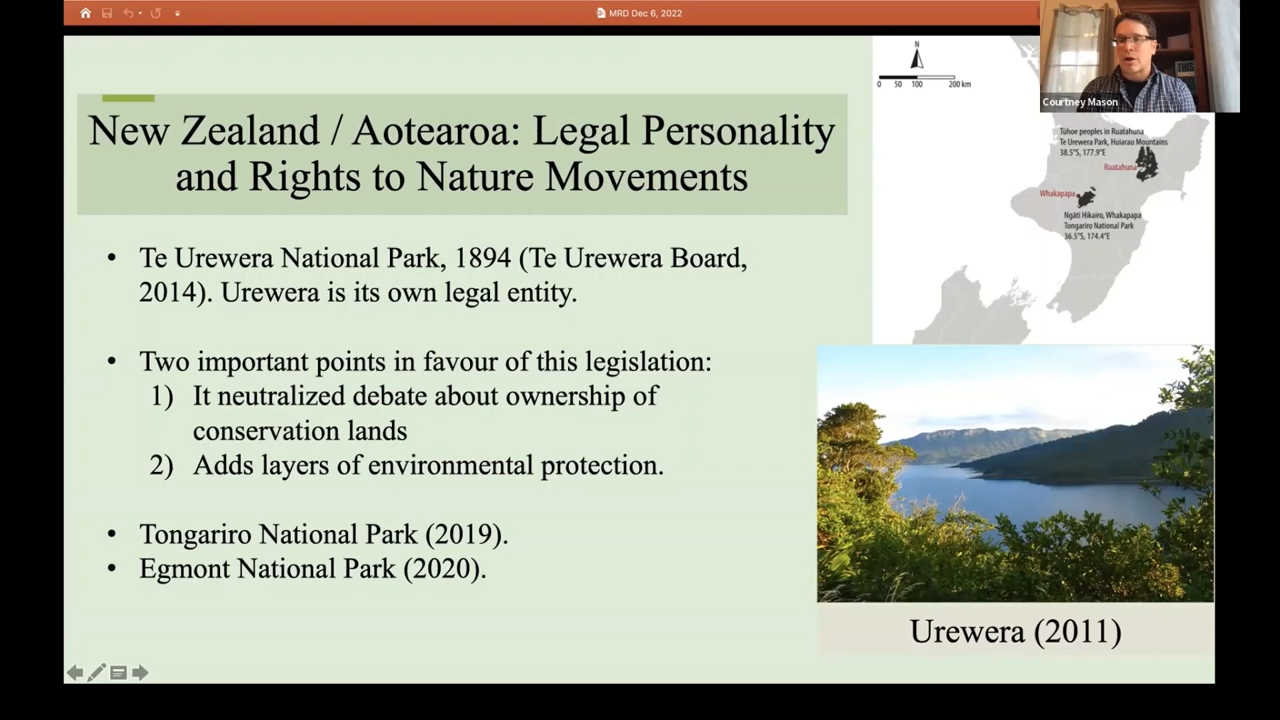 MRD Dec 6, 2022
New Zealand / Aotearoa: Legal Personality
and Rights to Nature Movements
• Te Urewera National Park, 1894 (Te Urewera Board,
2014). Urewera is its own legal entity.
• Two important points in favour of this legislation:
1) It neutralized debate about ownership of
conservation lands
2) Adds layers of environmental protection.
• Tongariro National Park (2019).
• Egmont National Park (2020).
N
0 50 100 200 km
Courtney Mason
Tūhoe peoples in Ruatahuna
Te Urewera Park, Huiarau Mountains
38.5°S, 177.9°E
Ruatahuna
Whakapapa
Ngāti Hikairo, Whakapapa
Tongariro National Park
36.5°S, 174.4°E
Urewera (2011)